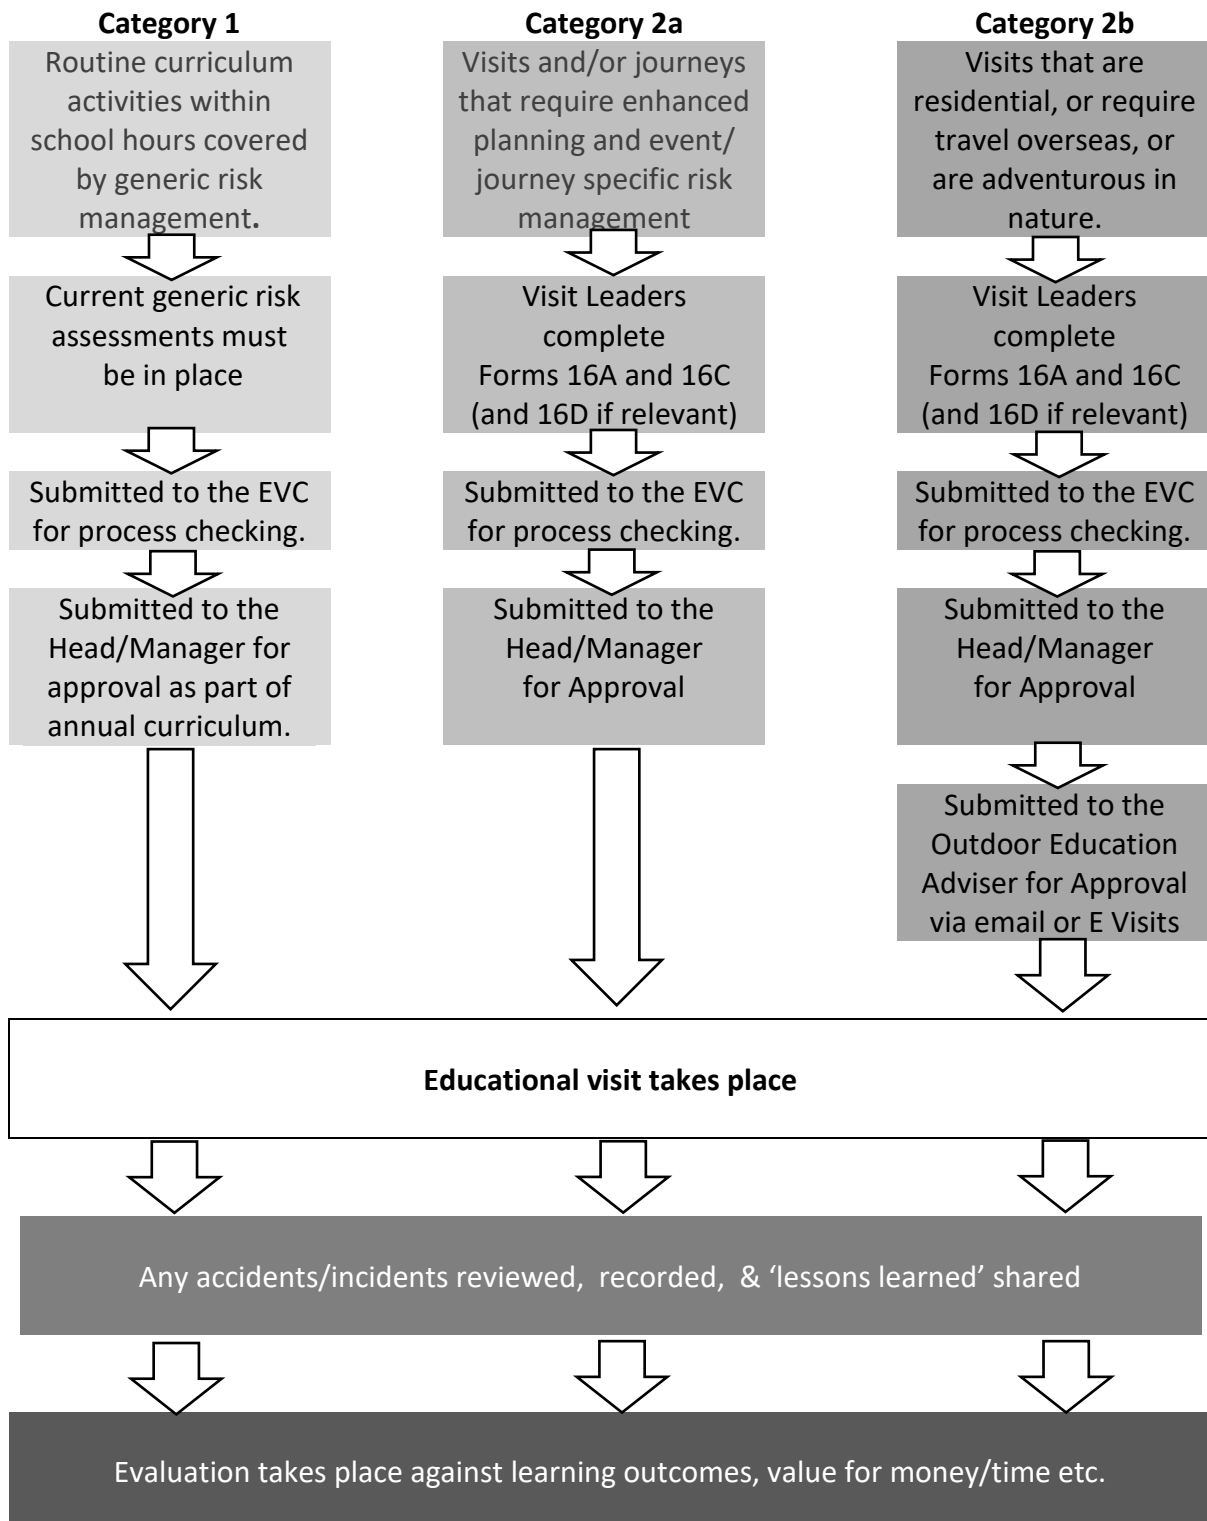 Category 1
Routine curriculum
activities within
school hours covered
by generic risk
management.
Current generic risk
assessments must
be in place
Submitted to the EVC
for process checking.
Submitted to the
Head/Manager for
approval as part of
annual curriculum.
Category 2a
Visits and/or journeys
that require enhanced
planning and event/
journey specific risk
management
Visit Leaders
complete
Forms 16A and 16C
(and 16D if relevant)
Submitted to the EVC
for process checking.
Submitted to the
Head/Manager
for Approval
Category 2b
Visits that are
residential, or require
travel overseas, or
are adventurous in
nature.
Visit Leaders
complete
Forms 16A and 16C
(and 16D if relevant)
Submitted to the EVC
for process checking.
Submitted to the
Head/Manager
for Approval
Submitted to the
Outdoor Education
Adviser for Approval
via email or E Visits
Educational visit takes place
Any accidents/incidents reviewed,  recorded,  & ‘lessons learned’ shared
Evaluation takes place against learning outcomes, value for money/time etc.